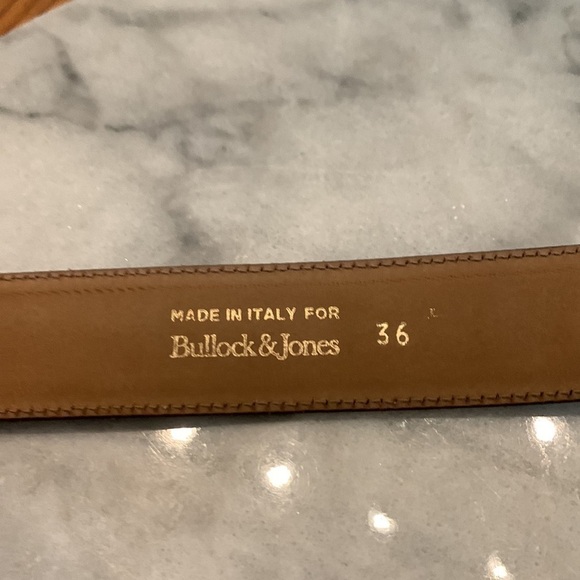 MADE IN ITALY FOR
Bullock & Jones
36